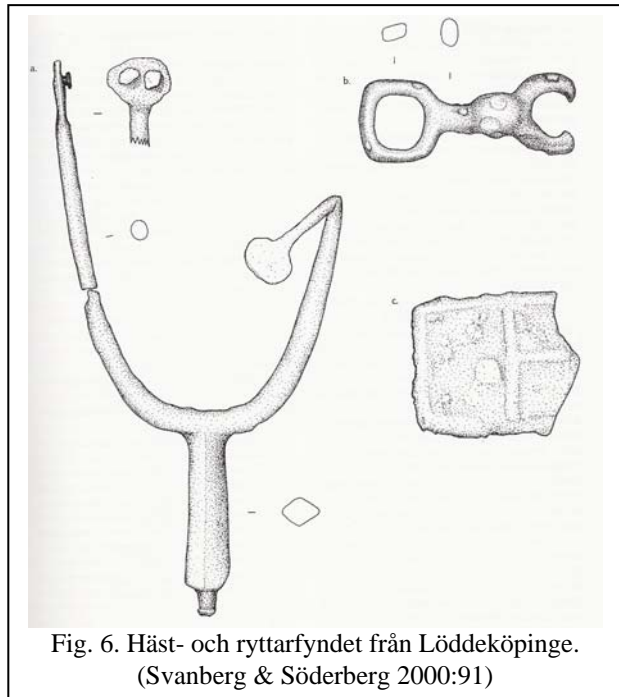 a.
b.
c.
Fig. 6. Häst- och ryttarfyndet från Löddeköpinge.
(Svanberg & Söderberg 2000:91)